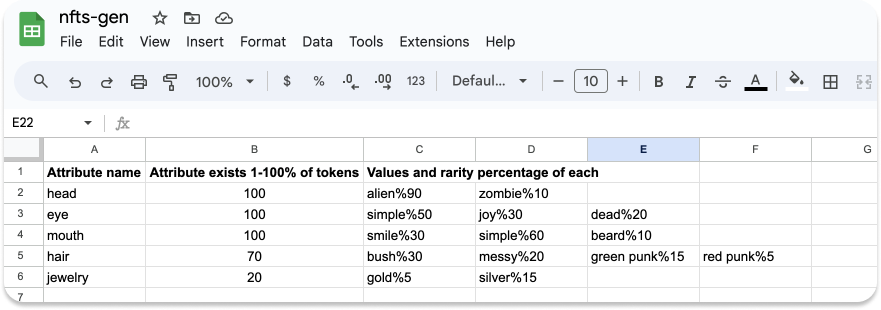 nfts-gen
File Edit View Insert Format Data Tools Extensions Help
100% $ % .0 .00 123 Defaul... − 10 + B I S A
E22 fx
A B C D E F G
1 Attribute name Attribute exists 1-100% of tokens Values and rarity percentage of each
2 head 100 alien%90 zombie%10
3 eye 100 simple%50 joy%30 dead%20
4 mouth 100 smile%30 simple%60 beard%10
5 hair 70 bush%30 messy%20 green punk%15 red punk%5
6 jewelry 20 gold%5 silver%15
7